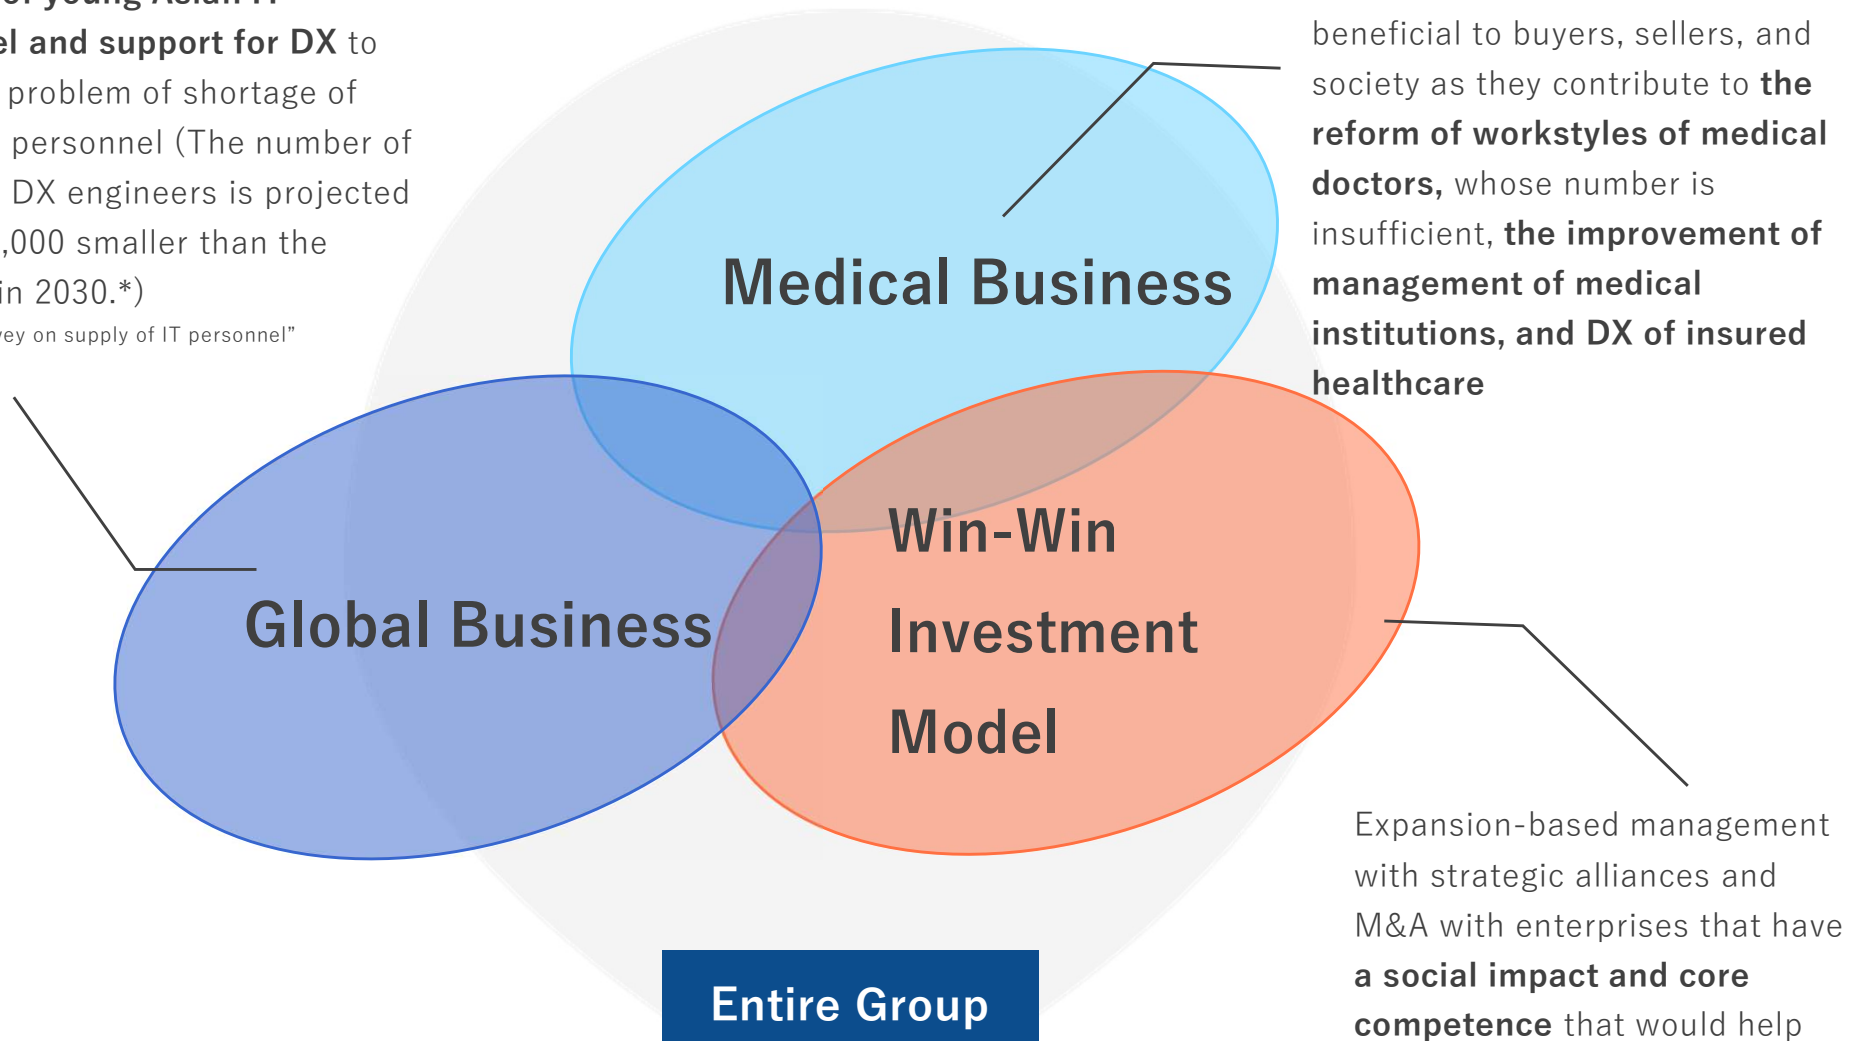 of young Asian IT
and support for DX to
problem of shortage of
personnel (The number of
DX engineers is projected
,000 smaller than the
in 2030.*)
on supply of IT personnel”
beneficial to buyers, sellers, and
society as they contribute to the
reform of workstyles of medical
doctors, whose number is
insufficient, the improvement of
management of medical
institutions, and DX of insured
healthcare
Medical Business
Global Business
Win-Win
Investment
Model
Expansion-based management
with strategic alliances and
M&A with enterprises that have
a social impact and core
competence that would help
Entire Group